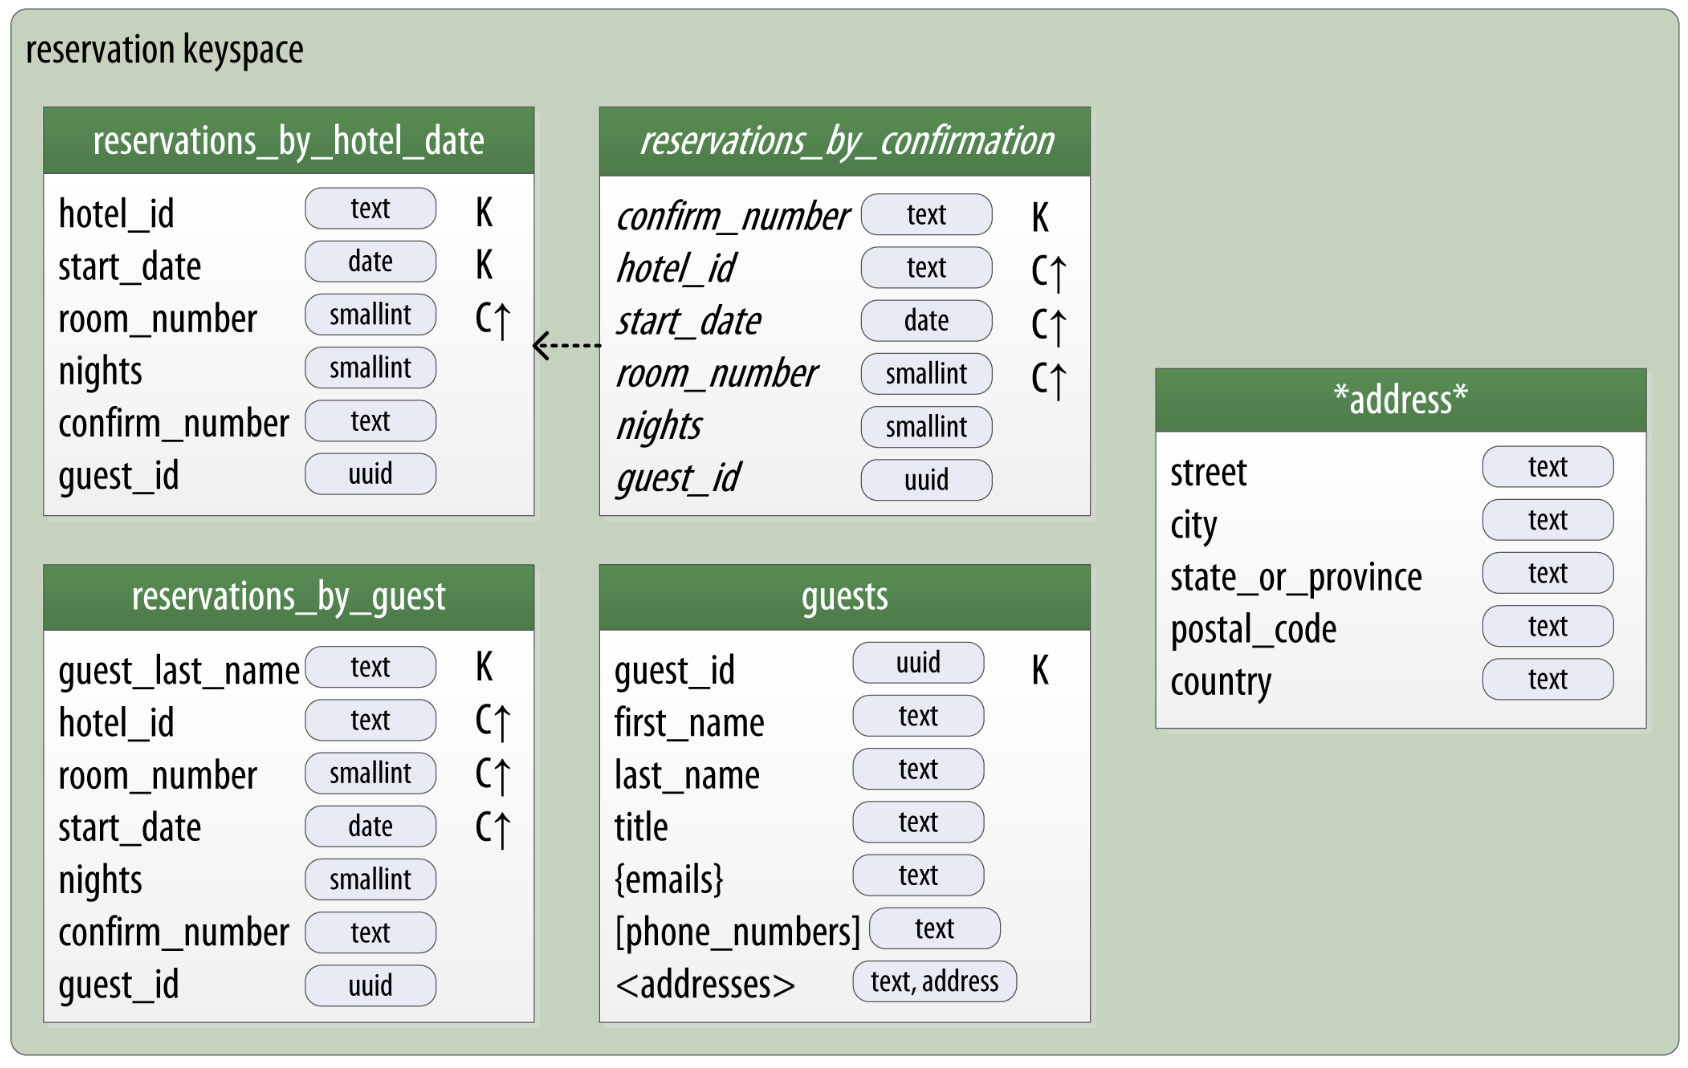 reservation keyspace
reservations_by_hotel_date
hotel_id text K
start_date date K
room_number smallint C↑
nights smallint
confirm_number text
guest_id uuid
reservations_by_confirmation
confirm_number text K
hotel_id text C↑
start_date date C↑
room_number smallint C↑
nights smallint
guest_id uuid
reservations_by_guest
guest_last_name text K
hotel_id text C↑
room_number smallint C↑
start_date date C↑
nights smallint
confirm_number text
guest_id uuid
guests
guest_id uuid K
first_name text
last_name text
title text
{emails} text
[phone_numbers] text
<addresses> text, address
*address*
street text
city text
state_or_province text
postal_code text
country text